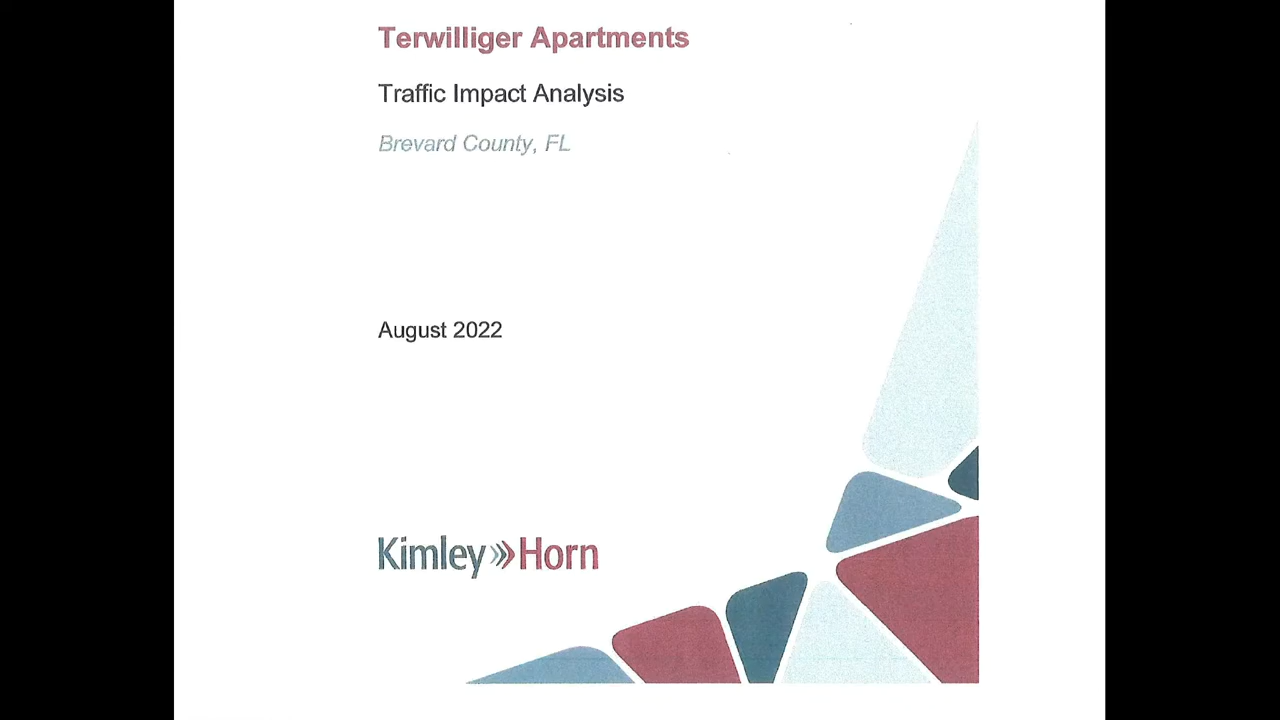 Terwilliger Apartments
Traffic Impact Analysis
Brevard County, FL
August 2022
Kimley»Horn